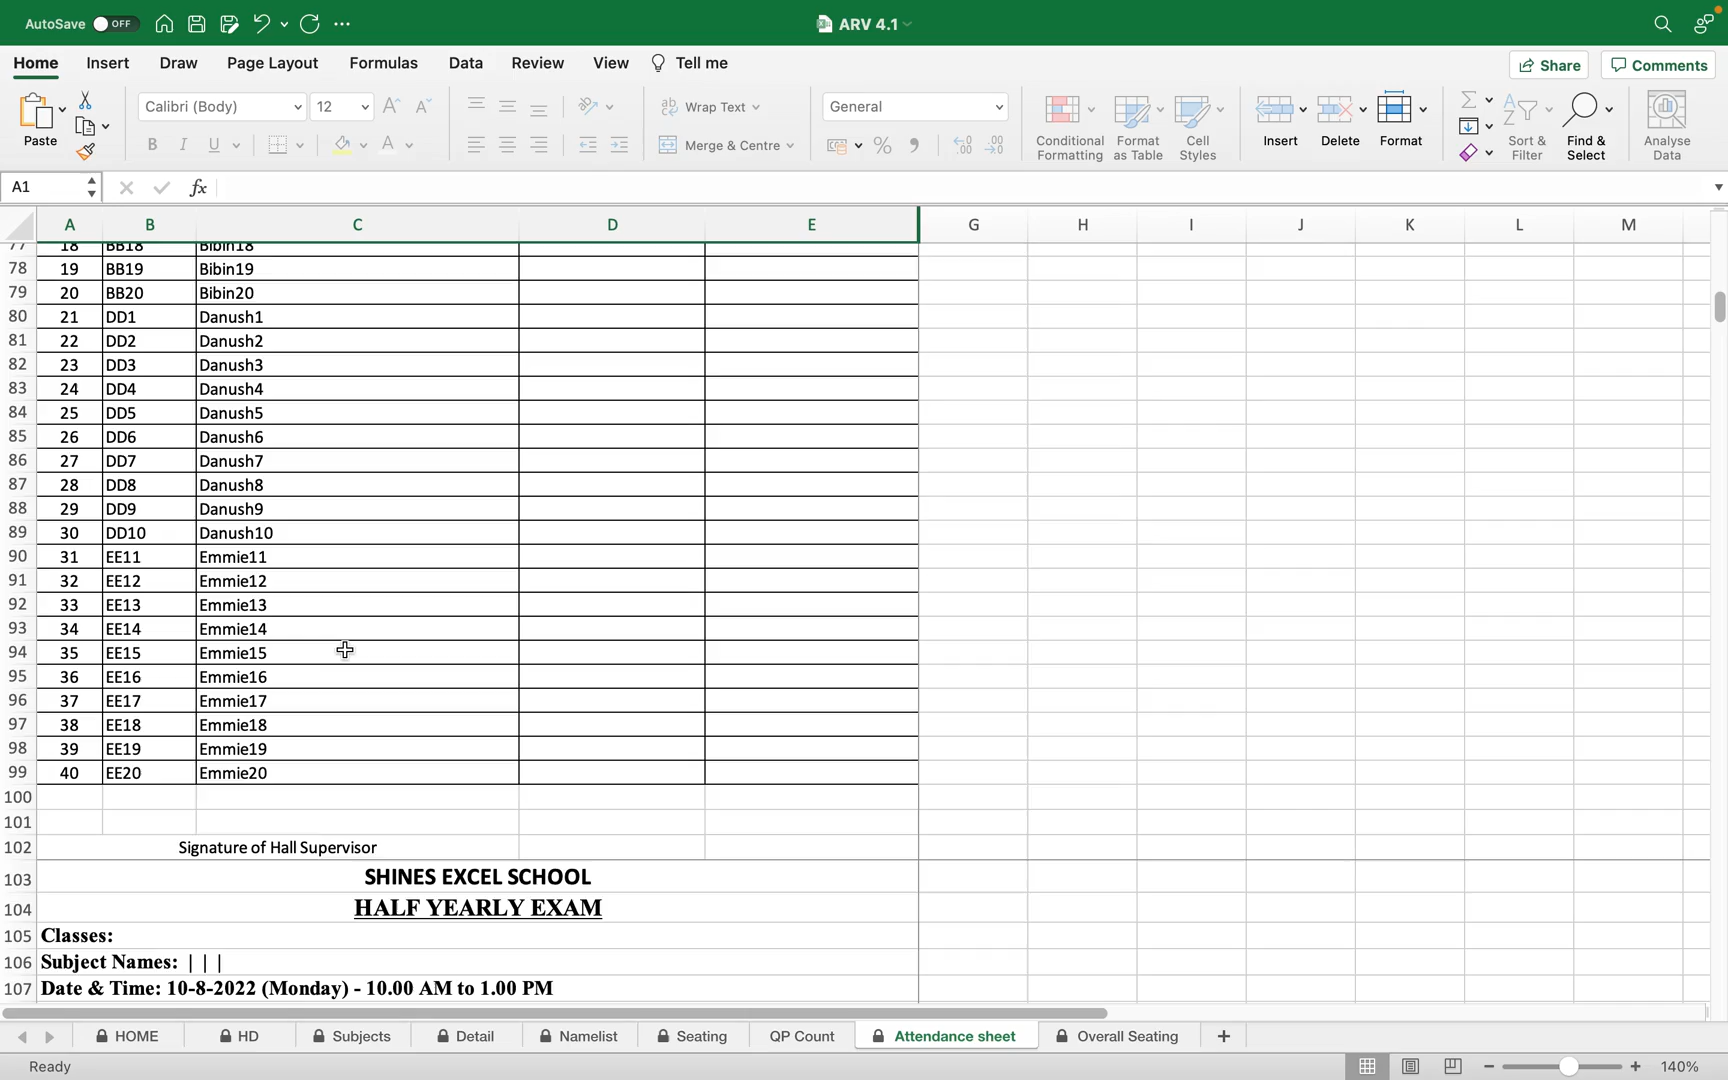 AutoSave OFF ARV 4.1
Home Insert Draw Page Layout Formulas Data Review View Tell me Share Comments
Paste Calibri (Body) 12 B I U A A A Wrap Text Merge & Centre General % Conditional Formatting Format as Table Cell Styles Insert Delete Format Sort & Filter Find & Select Analyse Data
A1 fx
A B C D E G H I J K L M
77 18 BB18 Bibin18
78 19 BB19 Bibin19
79 20 BB20 Bibin20
80 21 DD1 Danush1
81 22 DD2 Danush2
82 23 DD3 Danush3
83 24 DD4 Danush4
84 25 DD5 Danush5
85 26 DD6 Danush6
86 27 DD7 Danush7
87 28 DD8 Danush8
88 29 DD9 Danush9
89 30 DD10 Danush10
90 31 EE11 Emmie11
91 32 EE12 Emmie12
92 33 EE13 Emmie13
93 34 EE14 Emmie14
94 35 EE15 Emmie15
95 36 EE16 Emmie16
96 37 EE17 Emmie17
97 38 EE18 Emmie18
98 39 EE19 Emmie19
99 40 EE20 Emmie20
100
101
102 Signature of Hall Supervisor
103 SHINES EXCEL SCHOOL
104 HALF YEARLY EXAM
105 Classes:
106 Subject Names: | | |
107 Date & Time: 10-8-2022 (Monday) - 10.00 AM to 1.00 PM
HOME HD Subjects Detail Namelist Seating QP Count Attendance sheet Overall Seating +
Ready 140%